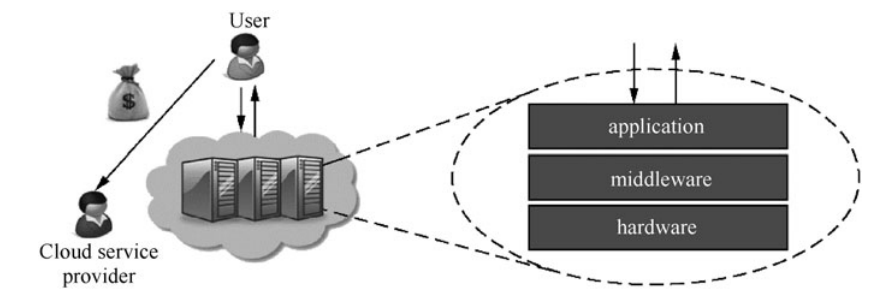 User
$
Cloud service
provider
application
middleware
hardware